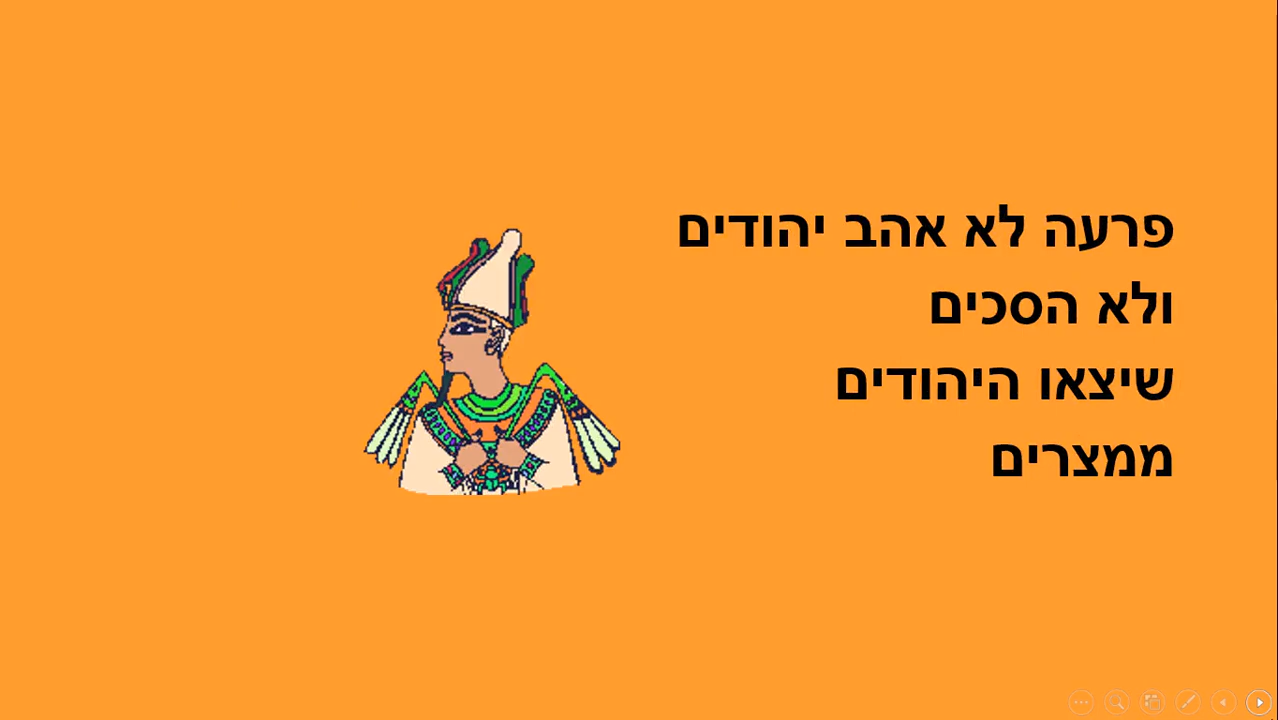 פרעה לא אהב יהודים
ולא הסכים
שיצאו היהודים
ממצרים